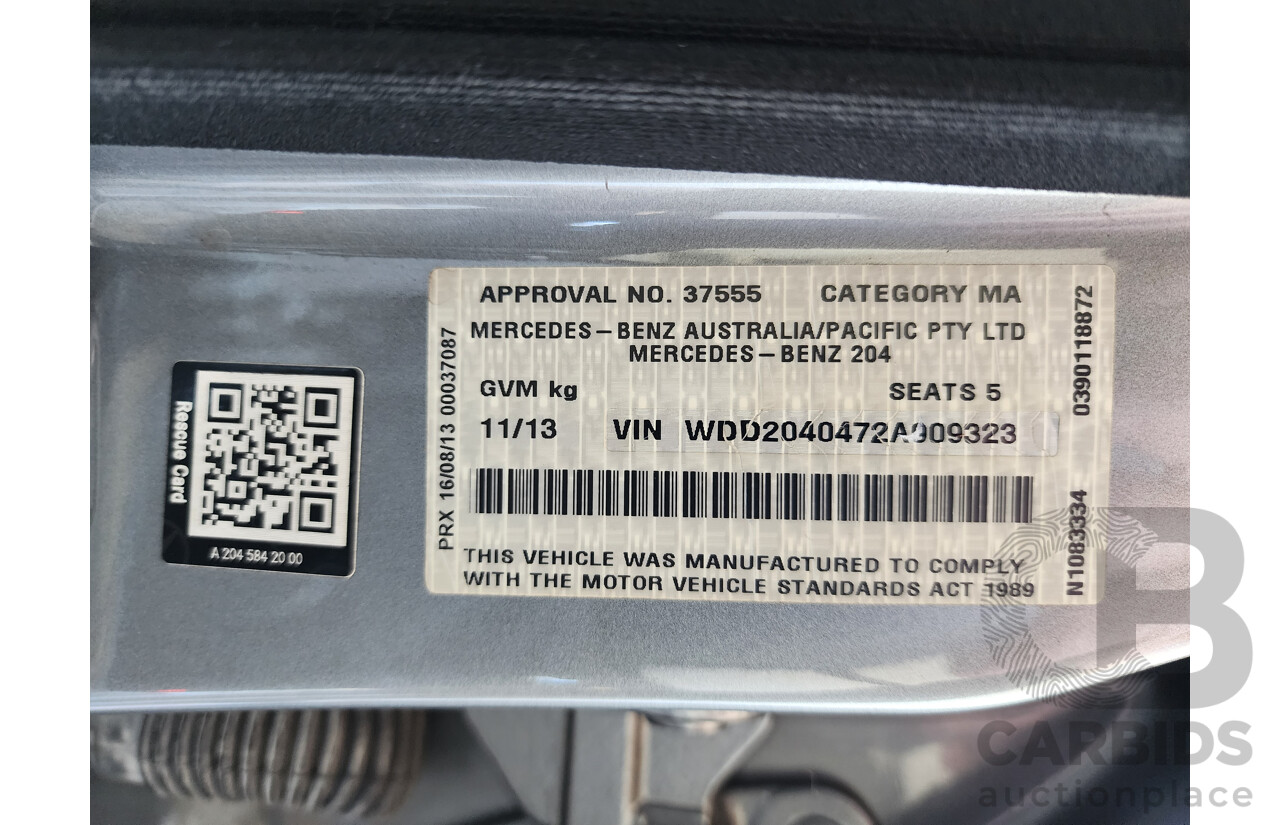 APPROVAL NO. 37555 CATEGORY MA
MERCEDES-BENZ AUSTRALIA/PACIFIC PTY LTD
MERCEDES-BENZ 204
GVM kg SEATS 5
11/13 VIN WDD2040472A909323
THIS VEHICLE WAS MANUFACTURED TO COMPLY
WITH THE MOTOR VEHICLE STANDARDS ACT 1989
PRX 16/08/13 00037087
0390118872
N1083334
Rescue Card
A 204 584 20 00
CB
CARBIDS
auctionplace